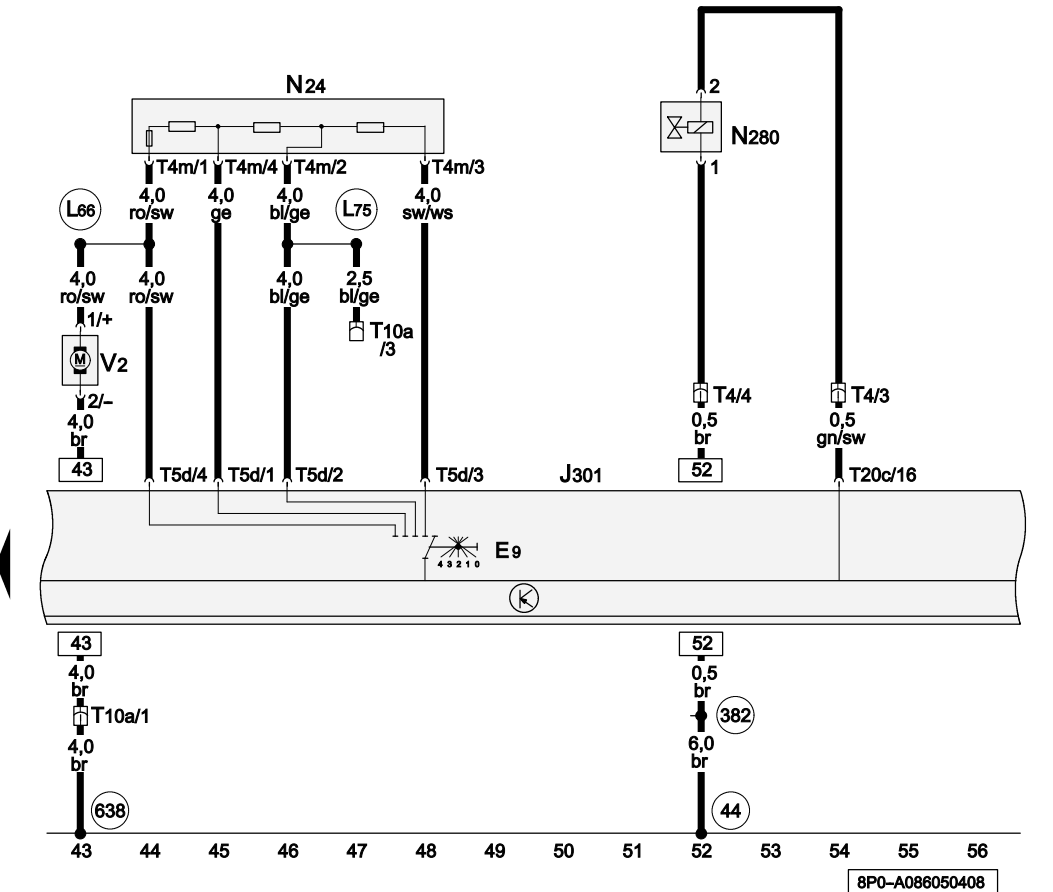 N24
2
N280
1
T4m/1 T4m/4 T4m/2 T4m/3
4,0 4,0 4,0 4,0
ro/sw ge bl/ge sw/ws
L66 L75
4,0 4,0 4,0 2,5
ro/sw ro/sw bl/ge bl/ge
1/+
T10a
/3
M
V2
2/–
4,0
br
T4/4 T4/3
0,5 0,5
br gn/sw
43 52
T5d/4 T5d/1 T5d/2 T5d/3 J301 T20c/16
E9
4 3 2 1 0
43 52
4,0 0,5
br br
T10a/1 382
4,0 6,0
br br
638 44
43 44 45 46 47 48 49 50 51 52 53 54 55 56
8P0–A086050408